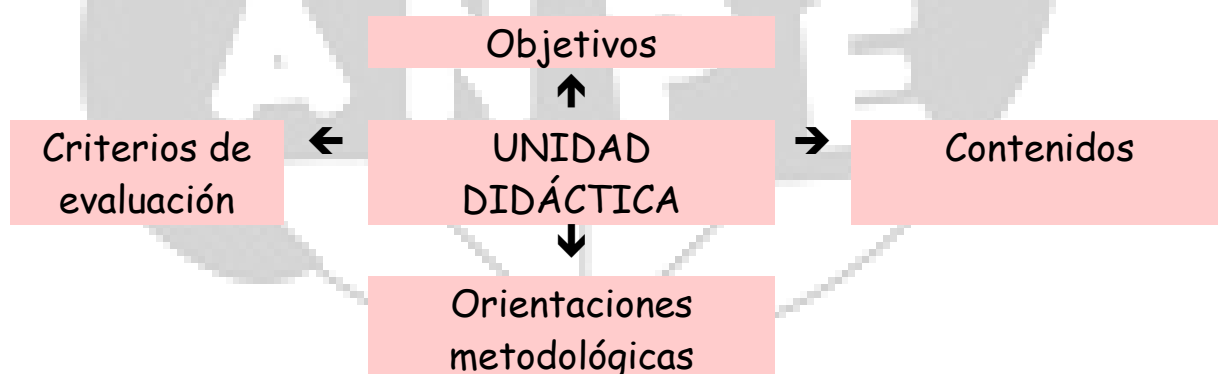 Objetivos
Criterios de
evaluación
UNIDAD
DIDÁCTICA
Contenidos
Orientaciones
metodológicas